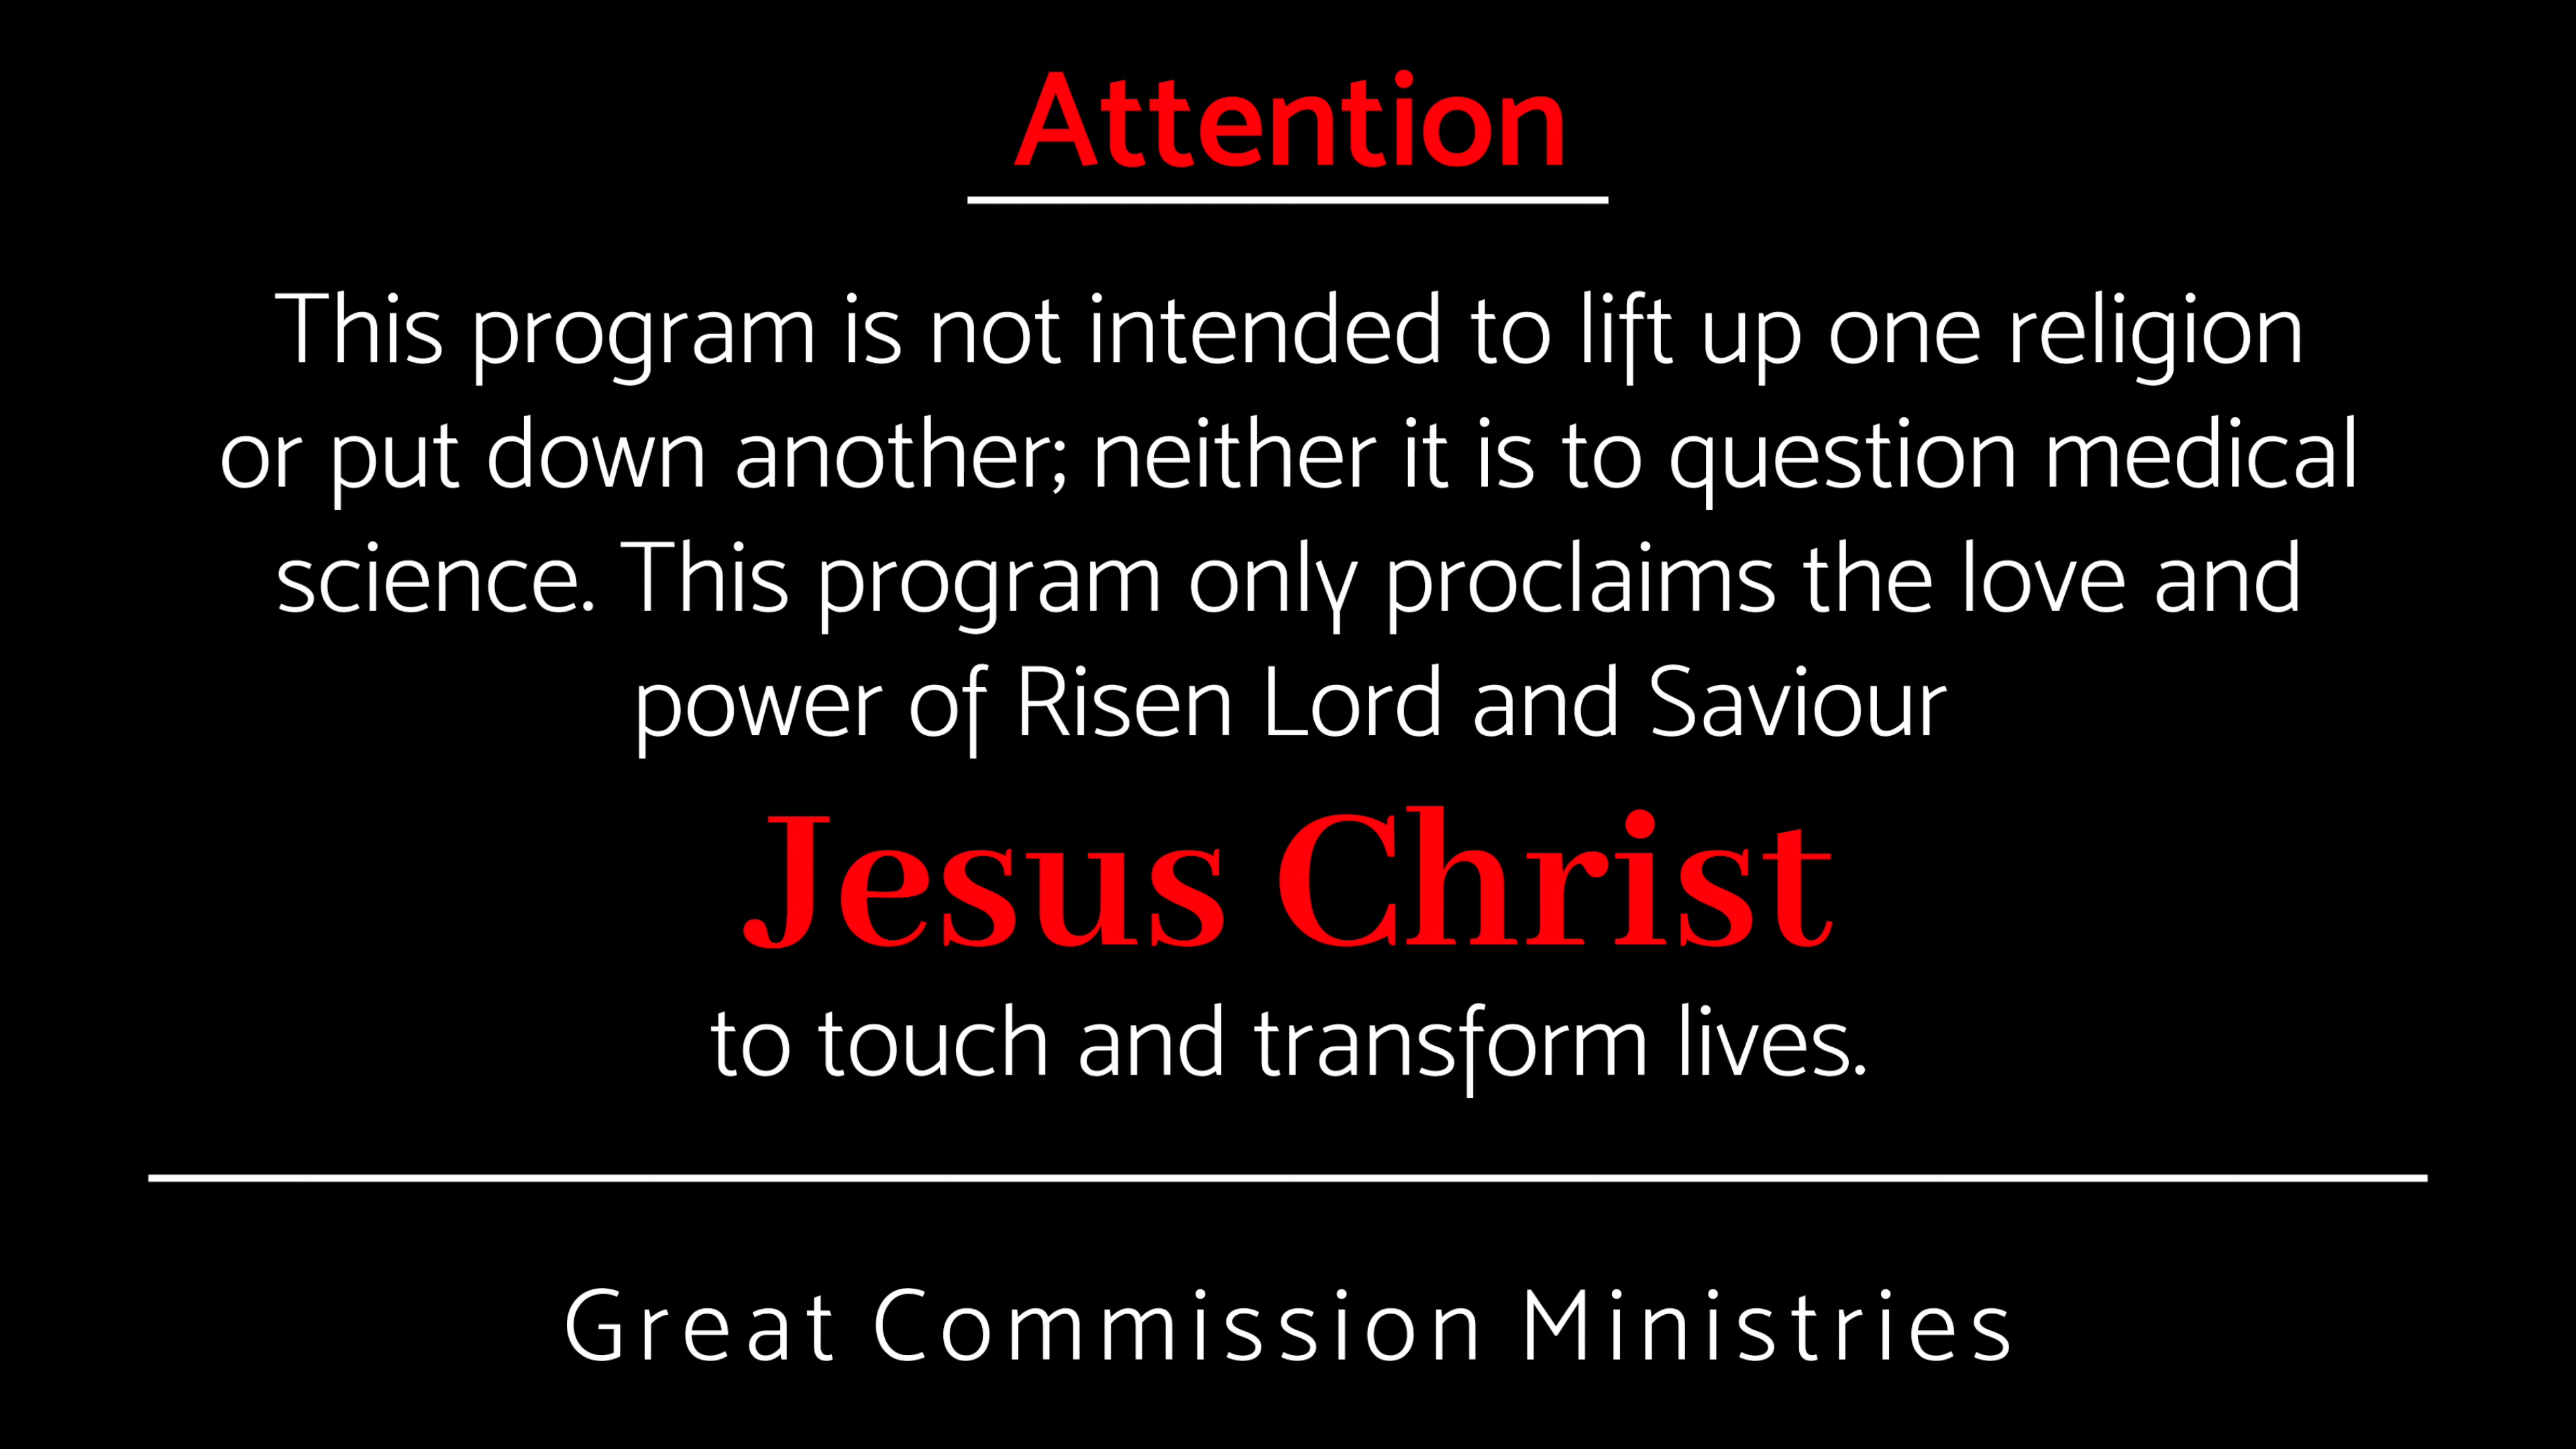 Attention
This program is not intended to lift up one religion
or put down another; neither it is to question medical
science. This program only proclaims the love and
power of Risen Lord and Saviour
Jesus Christ
to touch and transform lives.
Great Commission Ministries